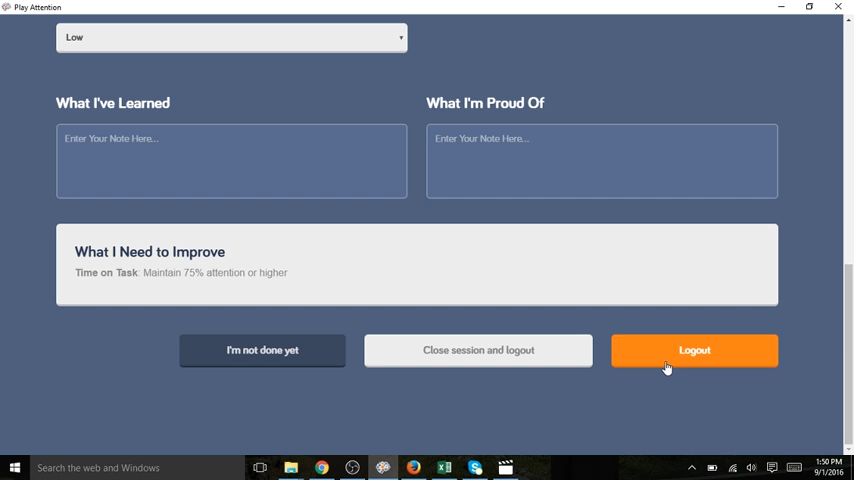 Play Attention
Low
What I've Learned
What I'm Proud Of
Enter Your Note Here...
Enter Your Note Here...
What I Need to Improve
Time on Task: Maintain 75% attention or higher
I'm not done yet
Close session and logout
Logout
Search the web and Windows
1:50 PM
9/1/2016